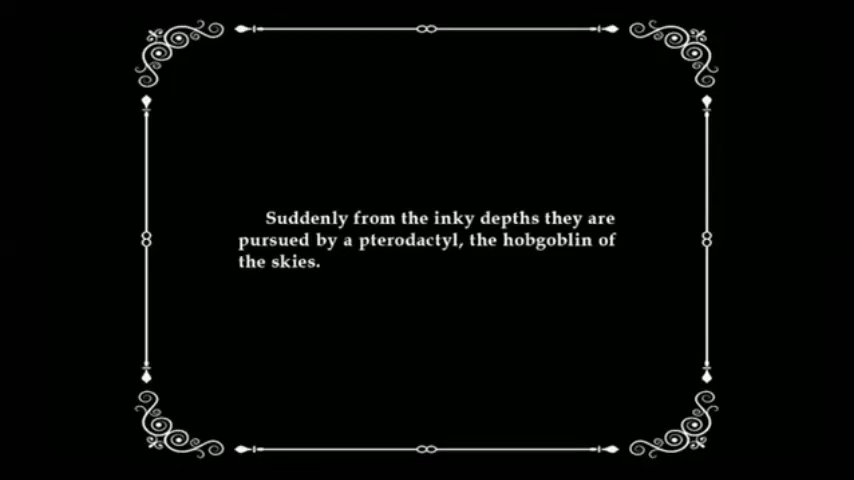 Suddenly from the inky depths they are
pursued by a pterodactyl, the hobgoblin of
the skies.